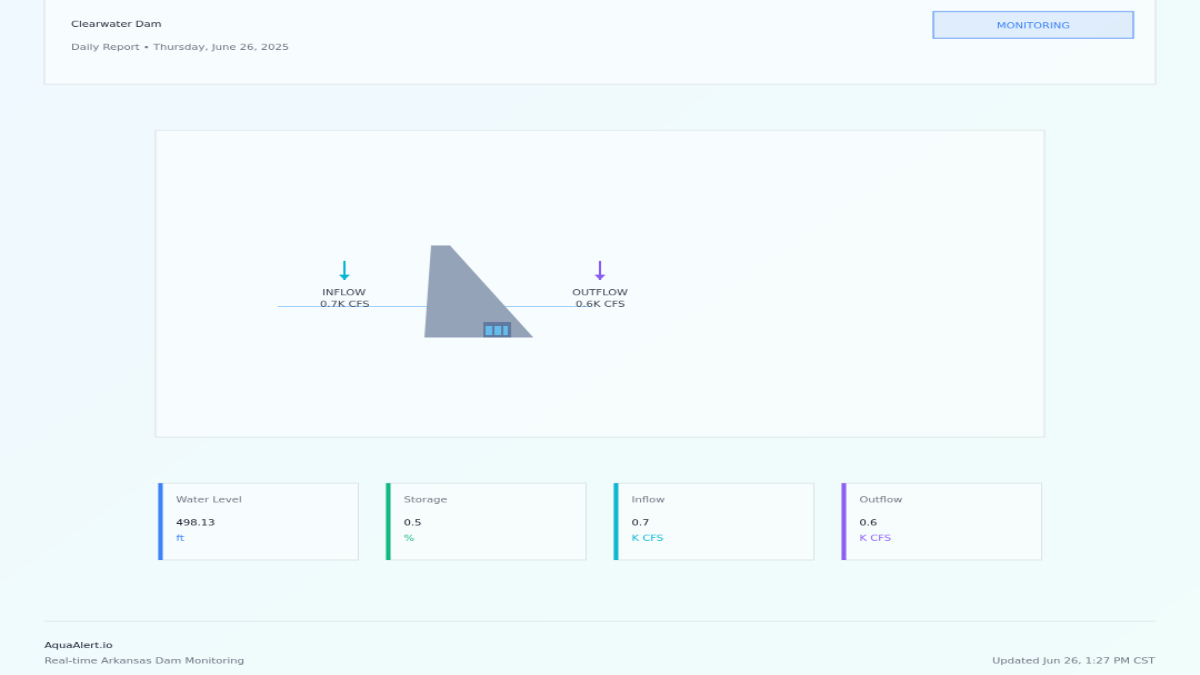 Clearwater Dam
MONITORING
Daily Report • Thursday, June 26, 2025
INFLOW
0.7K CFS
OUTFLOW
0.6K CFS
Water Level
498.13
ft
Storage
0.5
%
Inflow
0.7
K CFS
Outflow
0.6
K CFS
AquaAlert.io
Real-time Arkansas Dam Monitoring
Updated Jun 26, 1:27 PM CST